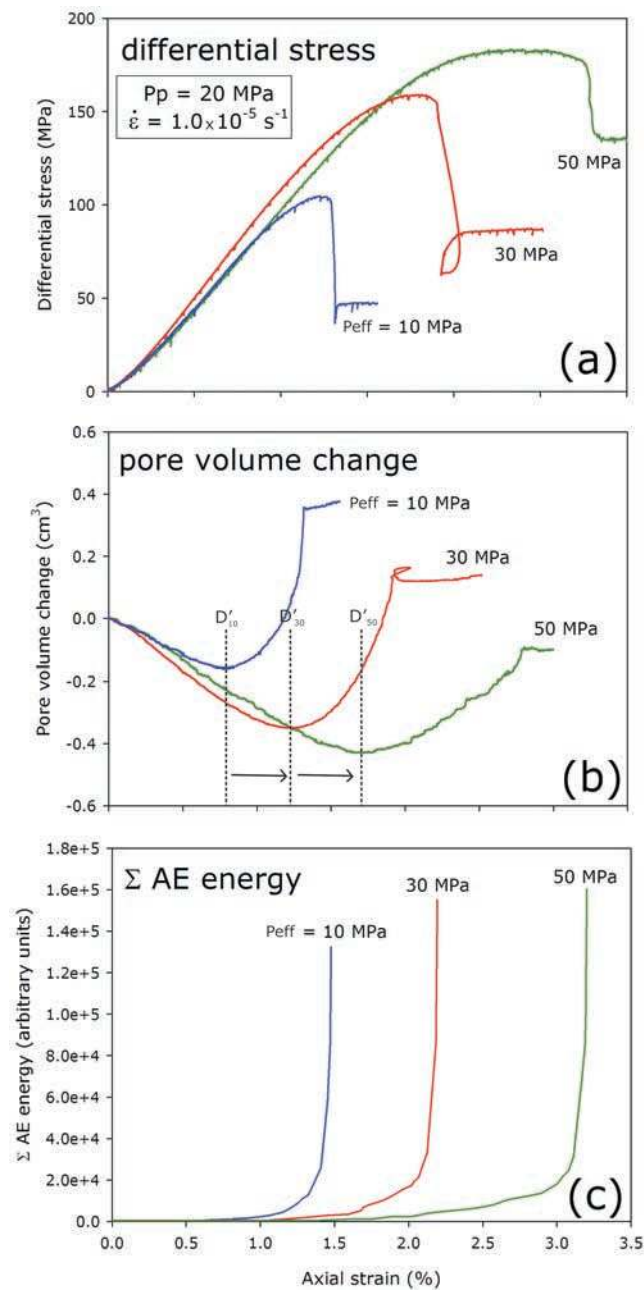 200
differential stress
Pp = 20 MPa
ε̇ = 1.0×10⁻⁵ s⁻¹
150
100
50
0
Differential stress (MPa)
50 MPa
30 MPa
Peff = 10 MPa
(a)
0.6
pore volume change
0.4
Peff = 10 MPa
0.2
30 MPa
0.0
D'₁₀ D'₃₀ D'₅₀
50 MPa
-0.2
-0.4
-0.6
Pore volume change (cm³)
(b)
1.8e+5
Σ AE energy
50 MPa
30 MPa
1.6e+5
Peff = 10 MPa
1.4e+5
1.2e+5
1.0e+5
8.0e+4
6.0e+4
4.0e+4
2.0e+4
0.0
Σ AE energy (arbitrary units)
(c)
0.0 0.5 1.0 1.5 2.0 2.5 3.0 3.5
Axial strain (%)